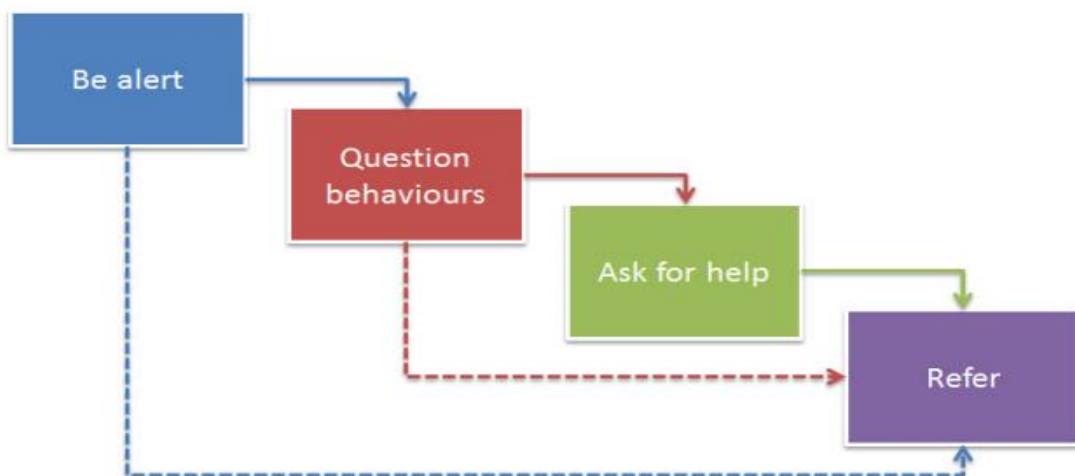 Be alert
Question
behaviours
Ask for help
Refer